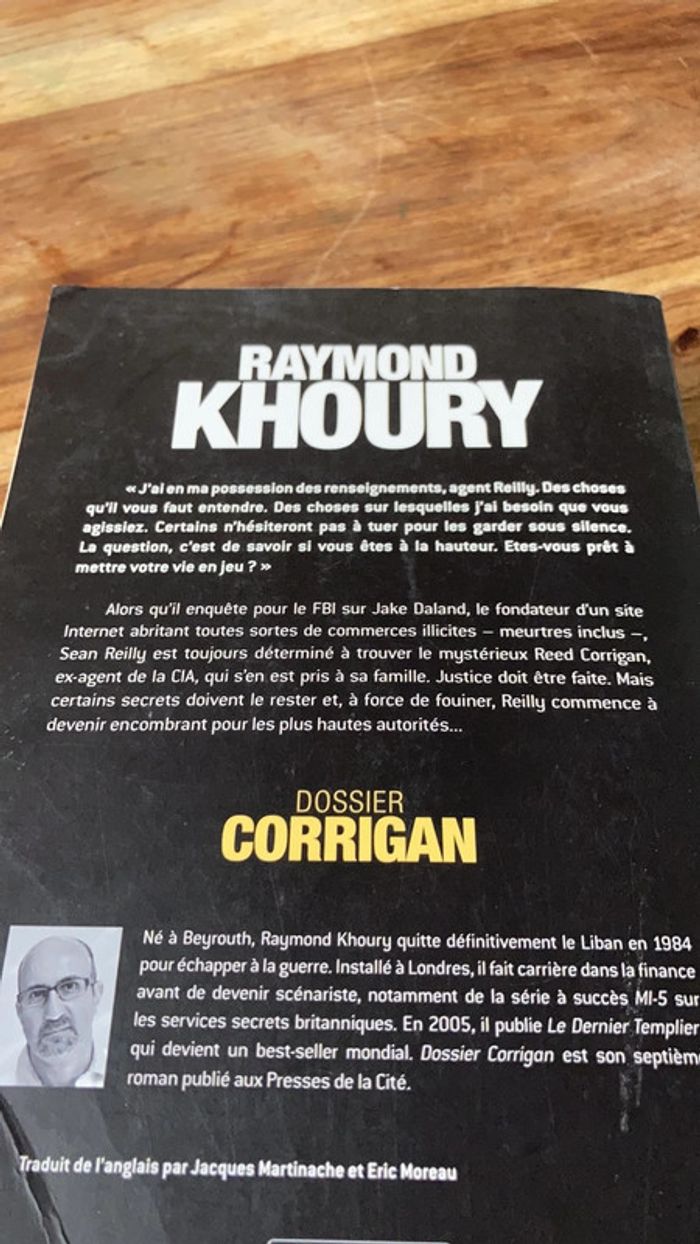 RAYMOND
KHOURY
« J'ai en ma possession des renseignements, agent Reilly. Des choses
qu'il vous faut entendre. Des choses sur lesquelles j'ai besoin que vous
agissiez. Certains n'hésiteront pas à tuer pour les garder sous silence.
La question, c'est de savoir si vous êtes à la hauteur. Etes-vous prêt à
mettre votre vie en jeu ? »
Alors qu'il enquête pour le FBI sur Jake Daland, le fondateur d'un site
Internet abritant toutes sortes de commerces illicites – meurtres inclus –,
Sean Reilly est toujours déterminé à trouver le mystérieux Reed Corrigan,
ex-agent de la CIA, qui s'en est pris à sa famille. Justice doit être faite. Mais
certains secrets doivent le rester et, à force de fouiner, Reilly commence à
devenir encombrant pour les plus hautes autorités...
DOSSIER
CORRIGAN
Né à Beyrouth, Raymond Khoury quitte définitivement le Liban en 1984
pour échapper à la guerre. Installé à Londres, il fait carrière dans la finance
avant de devenir scénariste, notamment de la série à succès MI-5 sur
les services secrets britanniques. En 2005, il publie Le Dernier Templier
qui devient un best-seller mondial. Dossier Corrigan est son septièm
roman publié aux Presses de la Cité.
Traduit de l'anglais par Jacques Martinache et Eric Moreau